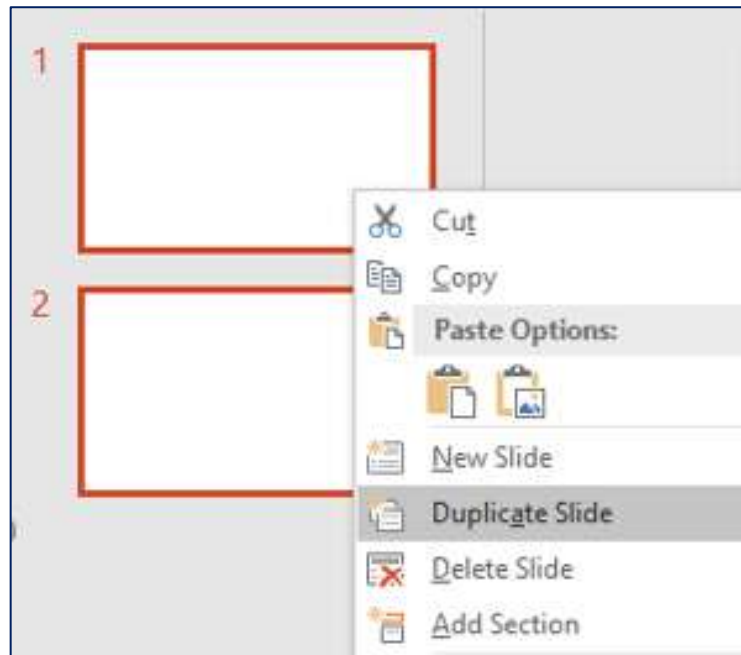 1
Cut
Copy
2
Paste Options:
New Slide
Duplicate Slide
Delete Slide
Add Section